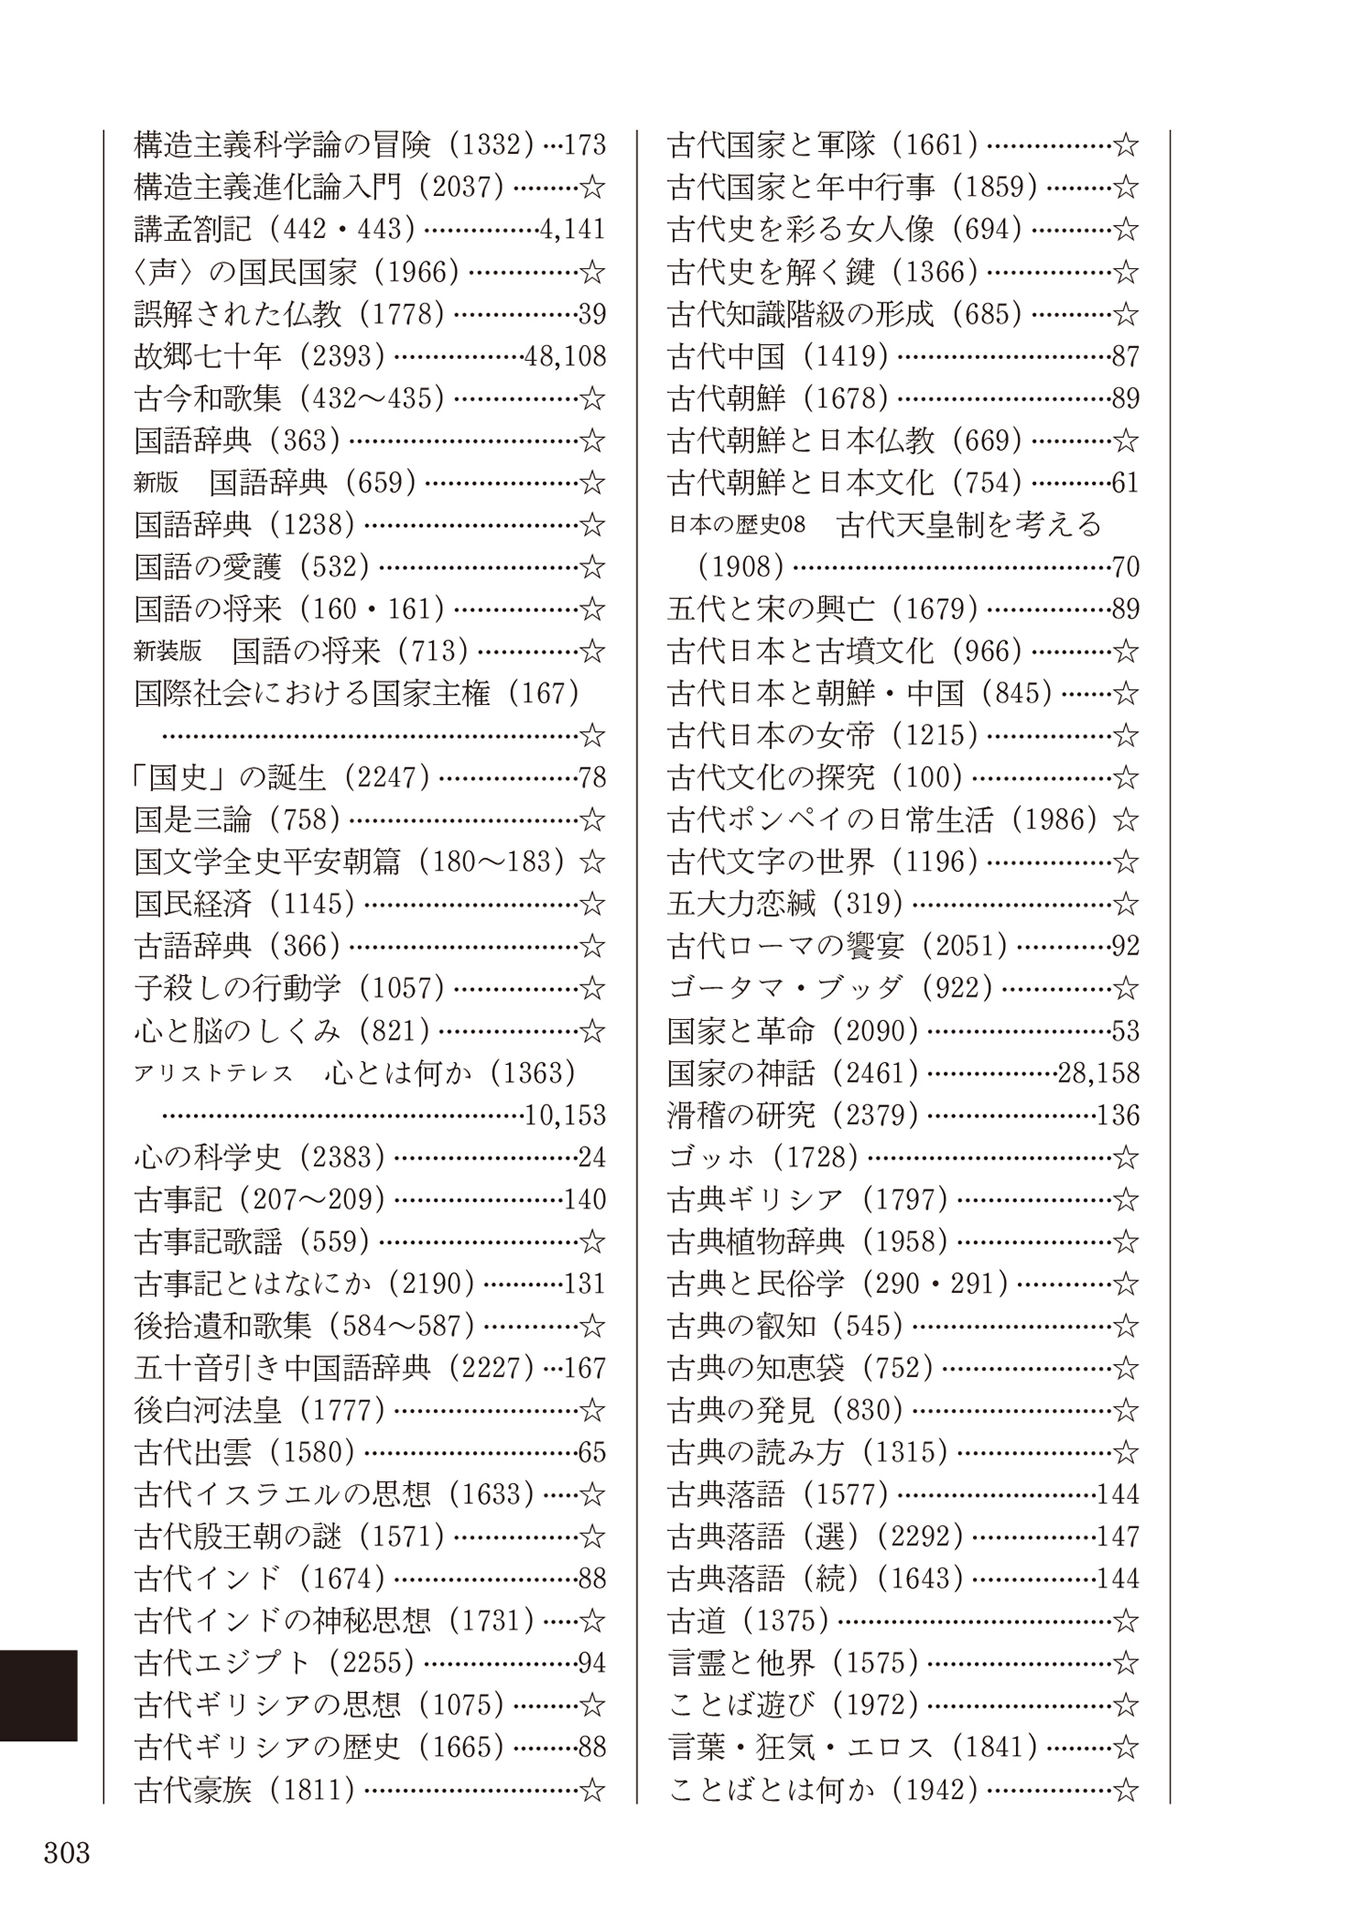 構造主義科学論の冒険（1332）…173
構造主義進化論入門（2037）………☆
講孟劄記（442・443）……………4,141
〈声〉の国民国家（1966）……………☆
誤解された仏教（1778）………………39
故郷七十年（2393）………………48,108
古今和歌集（432〜435）………………☆
国語辞典（363）…………………………☆
新版　国語辞典（659）…………………☆
国語辞典（1238）………………………☆
国語の愛護（532）………………………☆
国語の将来（160・161）………………☆
新装版　国語の将来（713）……………☆
国際社会における国家主権（167）
………………………………………………☆
「国史」の誕生（2247）………………78
国是三論（758）…………………………☆
国文学全史平安朝篇（180〜183）☆
国民経済（1145）………………………☆
古語辞典（366）…………………………☆
子殺しの行動学（1057）………………☆
心と脳のしくみ（821）…………………☆
アリストテレス　心とは何か（1363）
…………………………………………10,153
心の科学史（2383）……………………24
古事記（207〜209）…………………140
古事記歌謡（559）………………………☆
古事記とはなにか（2190）…………131
後拾遺和歌集（584〜587）……………☆
五十音引き中国語辞典（2227）…167
後白河法皇（1777）……………………☆
古代出雲（1580）………………………65
古代イスラエルの思想（1633）……☆
古代殷王朝の謎（1571）………………☆
古代インド（1674）……………………88
古代インドの神秘思想（1731）……☆
古代エジプト（2255）…………………94
古代ギリシアの思想（1075）………☆
古代ギリシアの歴史（1665）………88
古代豪族（1811）………………………☆
古代国家と軍隊（1661）………………☆
古代国家と年中行事（1859）………☆
古代史を彩る女人像（694）…………☆
古代史を解く鍵（1366）………………☆
古代知識階級の形成（685）…………☆
古代中国（1419）………………………87
古代朝鮮（1678）………………………89
古代朝鮮と日本仏教（669）…………☆
古代朝鮮と日本文化（754）…………61
日本の歴史08　古代天皇制を考える
（1908）……………………………………70
五代と宋の興亡（1679）………………89
古代日本と古墳文化（966）…………☆
古代日本と朝鮮・中国（845）………☆
古代日本の女帝（1215）………………☆
古代文化の探究（100）…………………☆
古代ポンペイの日常生活（1986）☆
古代文字の世界（1196）………………☆
五大力恋緘（319）………………………☆
古代ローマの饗宴（2051）……………92
ゴータマ・ブッダ（922）……………☆
国家と革命（2090）……………………53
国家の神話（2461）………………28,158
滑稽の研究（2379）…………………136
ゴッホ（1728）…………………………☆
古典ギリシア（1797）…………………☆
古典植物辞典（1958）…………………☆
古典と民俗学（290・291）……………☆
古典の叡知（545）………………………☆
古典の知恵袋（752）……………………☆
古典の発見（830）………………………☆
古典の読み方（1315）…………………☆
古典落語（1577）……………………144
古典落語（選）（2292）………………147
古典落語（続）（1643）………………144
古道（1375）………………………………☆
言霊と他界（1575）……………………☆
ことば遊び（1972）……………………☆
言葉・狂気・エロス（1841）………☆
ことばとは何か（1942）………………☆
303